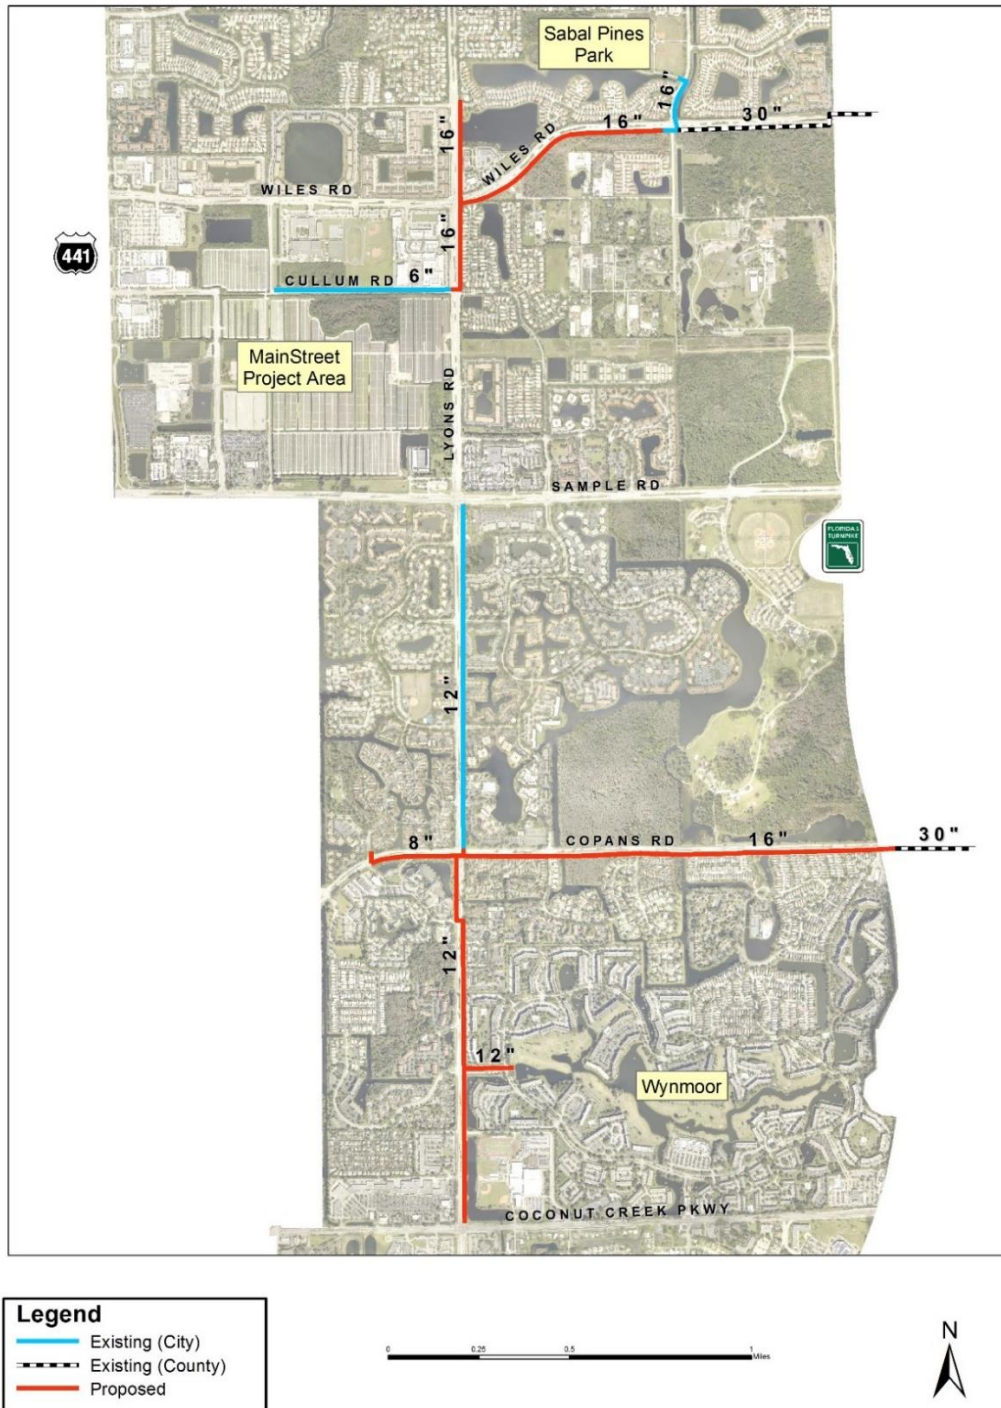 Sabal Pines
Park
16"
30"
16"
16"
WILES RD
WILES RD
16"
441
CULLUM RD
6"
MainStreet
Project Area
LYONS RD
SAMPLE RD
FLORIDA'S
TURNPIKE
12"
8"
COPANS RD
16"
30"
12"
12"
Wynmoor
COCONUT CREEK PKWY
Legend
Existing (City)
Existing (County)
Proposed
0 0.25 0.5 1
Miles
N